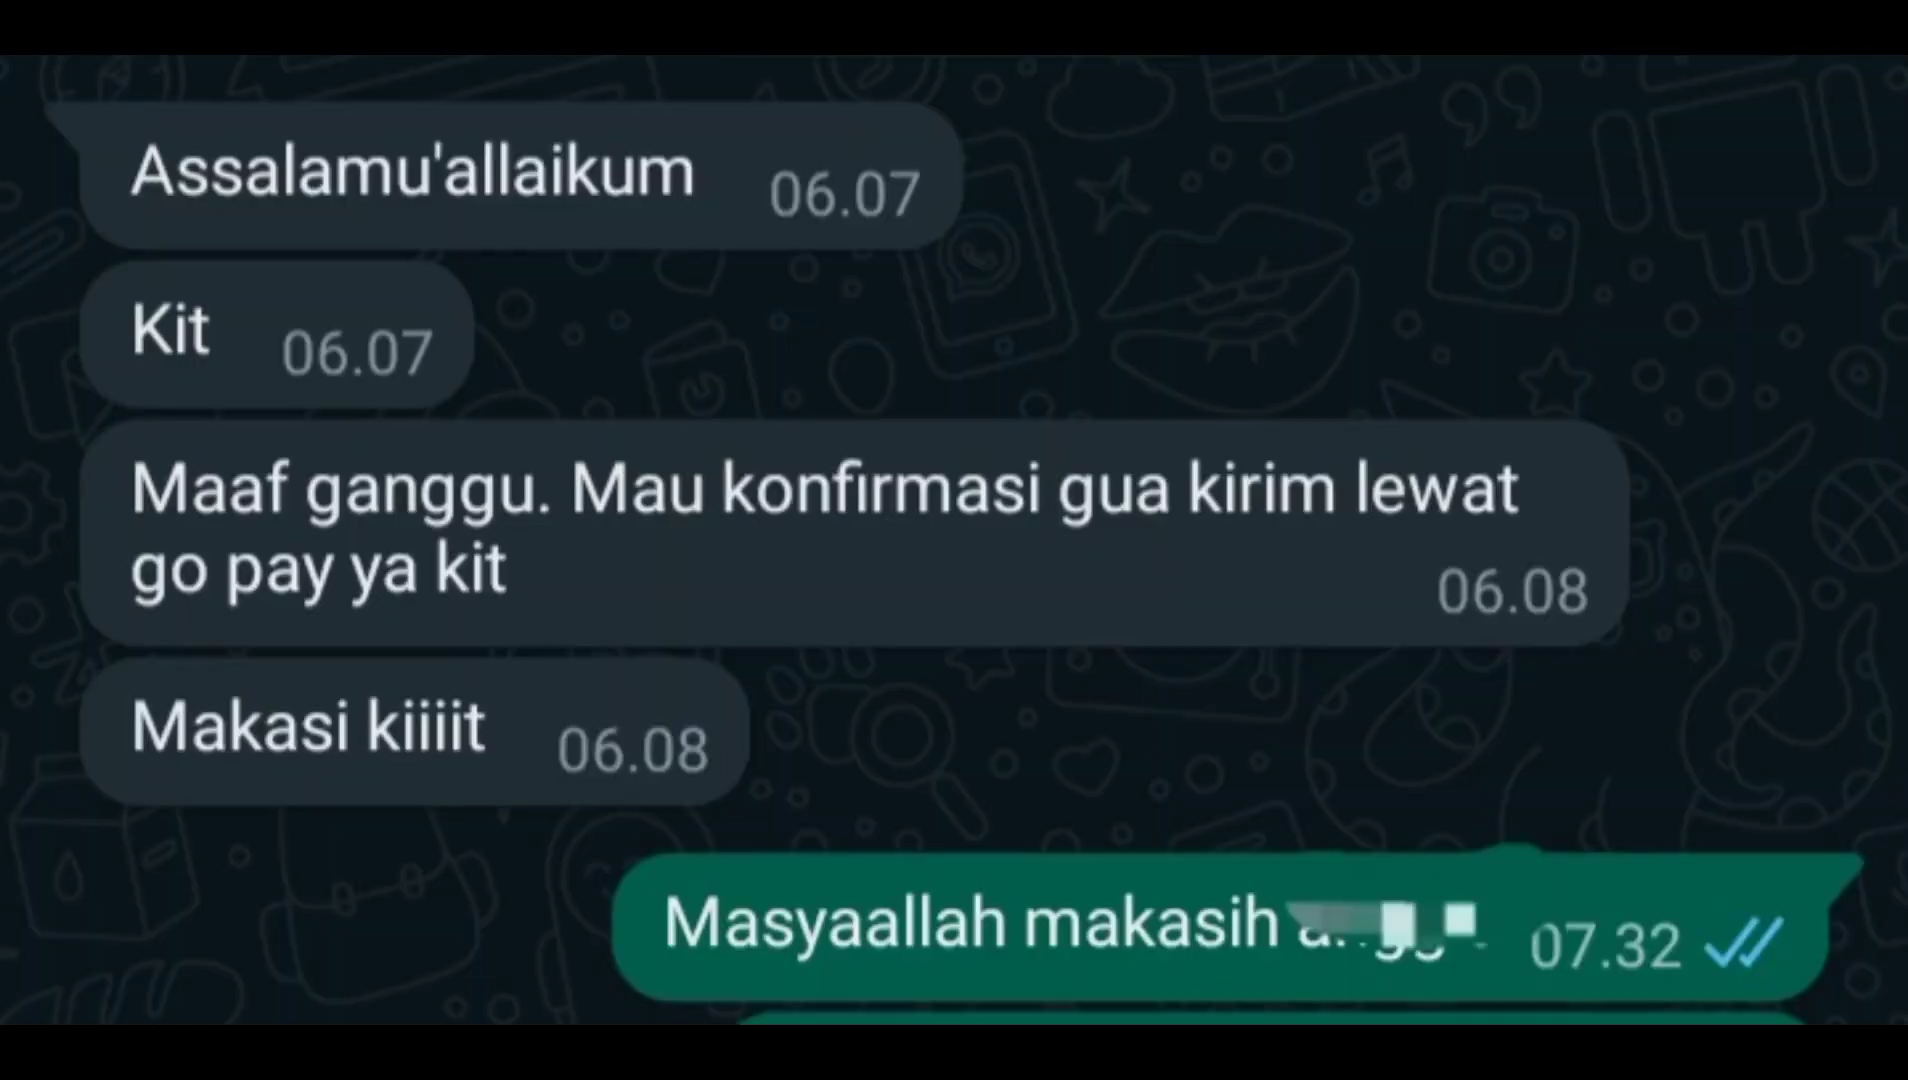 Assalamu'allaikum 06.07
Kit 06.07
Maaf ganggu. Mau konfirmasi gua kirim lewat
go pay ya kit 06.08
Makasi kiiiit 06.08
Masyaallah makasih 07.32